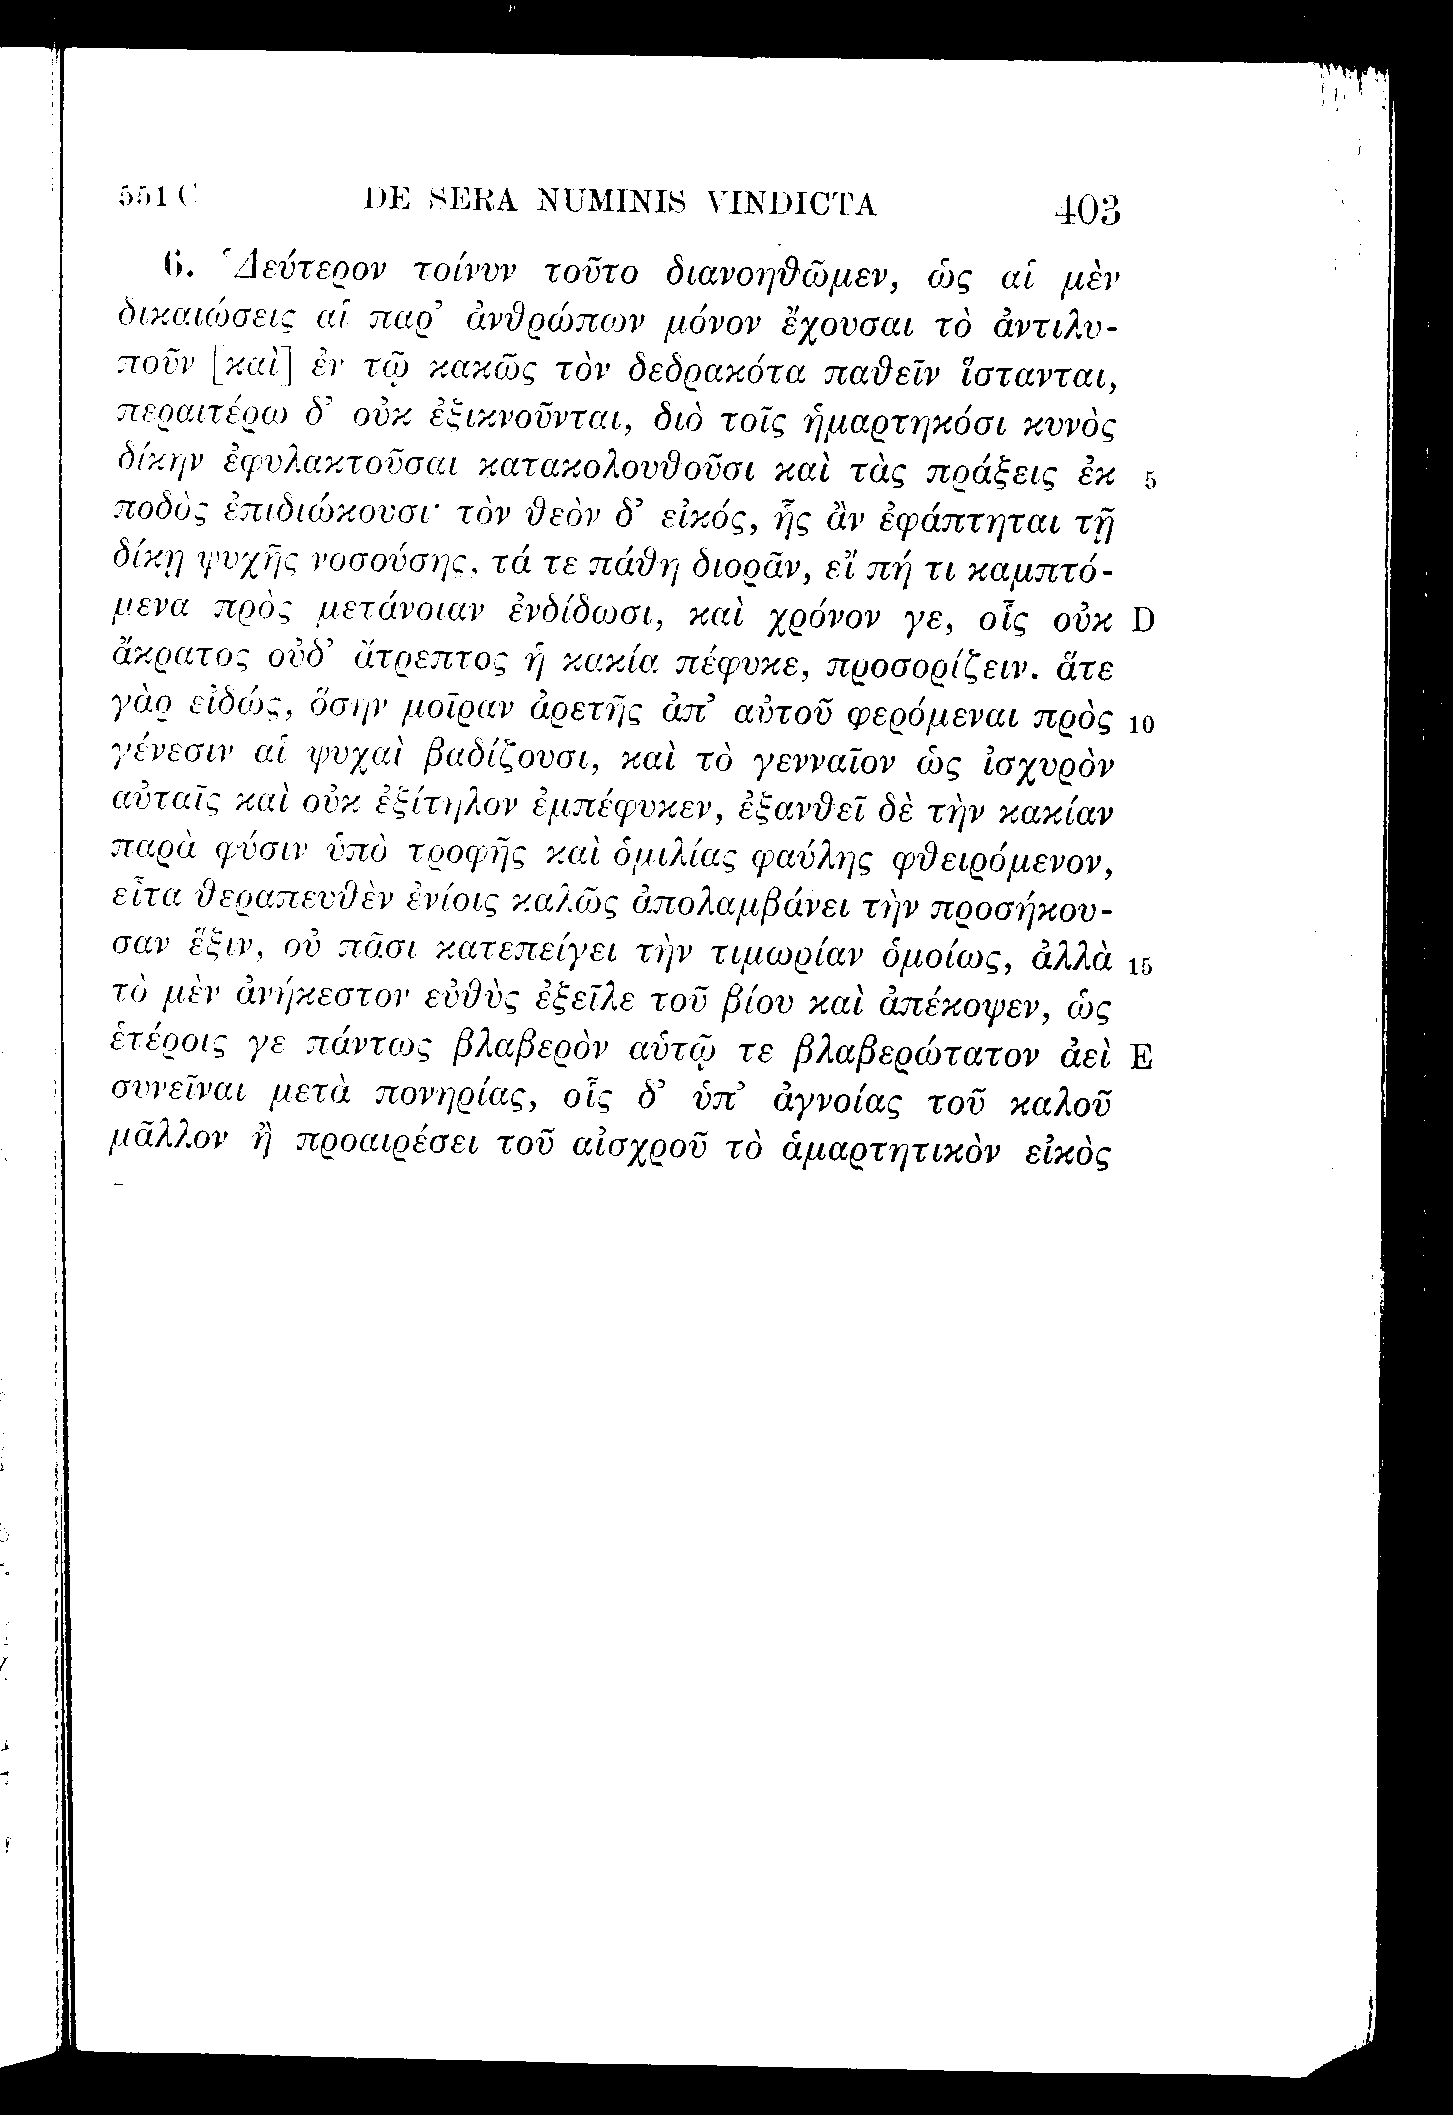 551 C DE SERA NUMINIS VINDICTA 403
6. ‘Δεύτερον τοίνυν τοῦτο διανοηθῶμεν, ὡς αἱ μὲν
δικαιώσεις αἱ παρ’ ἀνθρώπων μόνον ἔχουσαι τὸ ἀντιλυ-
ποῦν [καὶ] ἐν τῷ κακῶς τὸν δεδρακότα παθεῖν ἵστανται,
περαιτέρω δ’ οὐκ ἐξικνοῦνται, διὸ τοῖς ἡμαρτηκόσι κυνὸς
δίκην ἐφυλακτοῦσαι κατακολουθοῦσι καὶ τὰς πράξεις ἐκ 5
ποδὸς ἐπιδιώκουσι· τὸν θεὸν δ’ εἰκός, ἧς ἂν ἐφάπτηται τῇ
δίκῃ ψυχῆς νοσούσης, τά τε πάθη διορᾶν, εἴ πή τι καμπτό-
μενα πρὸς μετάνοιαν ἐνδίδωσι, καὶ χρόνον γε, οἷς οὐκ D
ἄκρατος οὐδ’ ἄτρεπτος ἡ κακία πέφυκε, προσορίζειν. ἅτε
γὰρ εἰδώς, ὅσην μοῖραν ἀρετῆς ἀπ’ αὐτοῦ φερόμεναι πρὸς 10
γένεσιν αἱ ψυχαὶ βαδίζουσι, καὶ τὸ γενναῖον ὡς ἰσχυρὸν
αὐταῖς καὶ οὐκ ἐξίτηλον ἐμπέφυκεν, ἐξανθεῖ δὲ τὴν κακίαν
παρὰ φύσιν ὑπὸ τροφῆς καὶ ὁμιλίας φαύλης φθειρόμενον,
εἶτα θεραπευθὲν ἐνίοις καλῶς ἀπολαμβάνει τὴν προσήκου-
σαν ἕξιν, οὐ πᾶσι κατεπείγει τὴν τιμωρίαν ὁμοίως, ἀλλὰ 15
τὸ μὲν ἀνήκεστον εὐθὺς ἐξεῖλε τοῦ βίου καὶ ἀπέκοψεν, ὡς
ἑτέροις γε πάντως βλαβερὸν αὑτῷ τε βλαβερώτατον ἀεὶ E
συνεῖναι μετὰ πονηρίας, οἷς δ’ ὑπ’ ἀγνοίας τοῦ καλοῦ
μᾶλλον ἢ προαιρέσει τοῦ αἰσχροῦ τὸ ἁμαρτητικὸν εἰκὸς